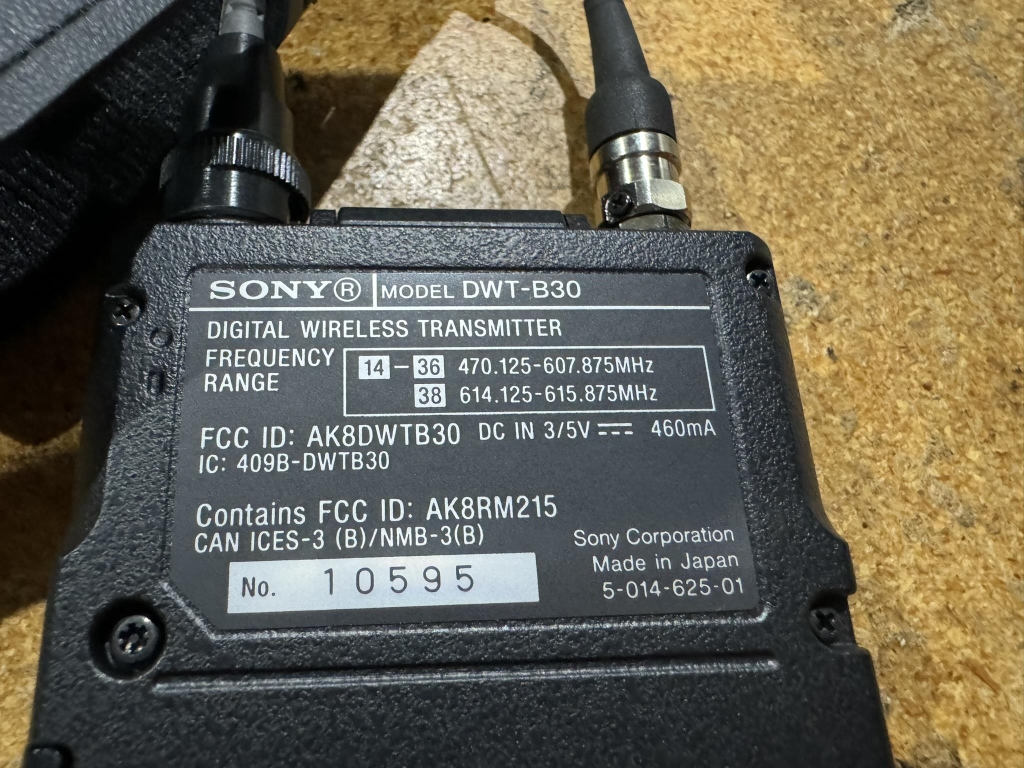 SONY® MODEL DWT-B30
DIGITAL WIRELESS TRANSMITTER
FREQUENCY RANGE
14 – 36 470.125-607.875MHz
38 614.125-615.875MHz
FCC ID: AK8DWTB30 DC IN 3/5V ⎓ 460mA
IC: 409B-DWTB30
Contains FCC ID: AK8RM215
CAN ICES-3 (B)/NMB-3(B)
No. 10595
Sony Corporation
Made in Japan
5-014-625-01